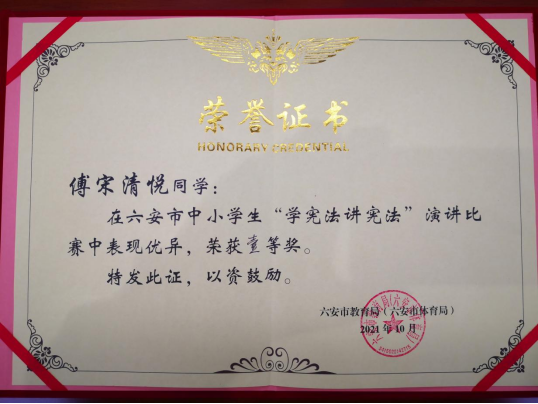 荣誉证书
HONORARY CREDENTIAL
傅宋清悦同学：
在六安市中小学生“学宪法讲宪法”演讲比
赛中表现优异，荣获壹等奖。
特发此证，以资鼓励。
六安市教育局（六安市体育局）
2021年10月